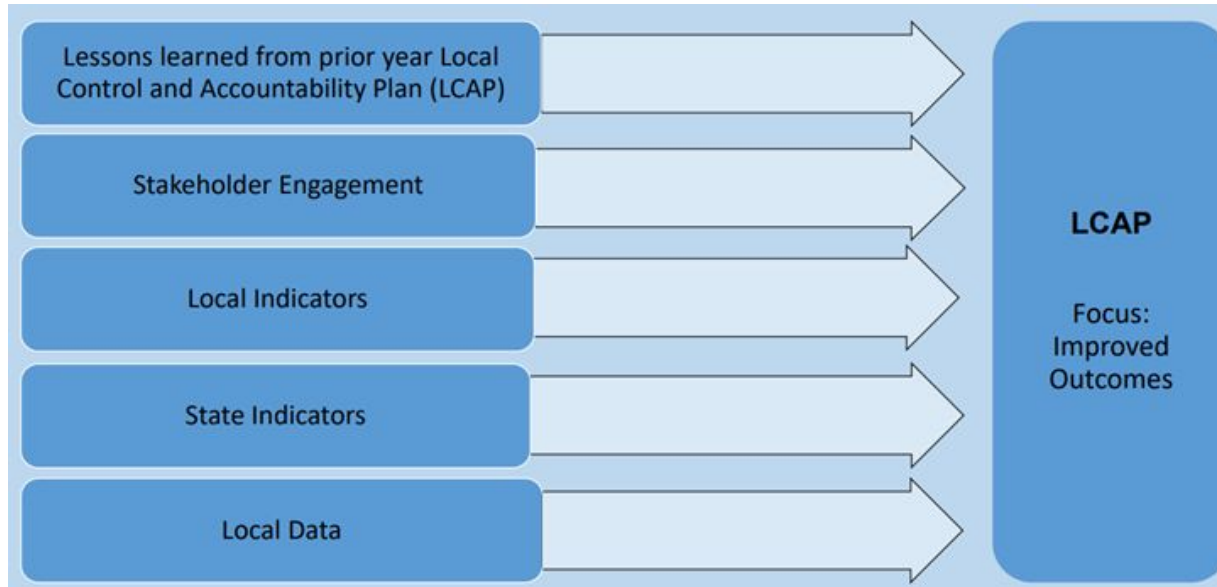 Lessons learned from prior year Local
Control and Accountability Plan (LCAP)
Stakeholder Engagement
Local Indicators
State Indicators
Local Data
LCAP
Focus:
Improved
Outcomes